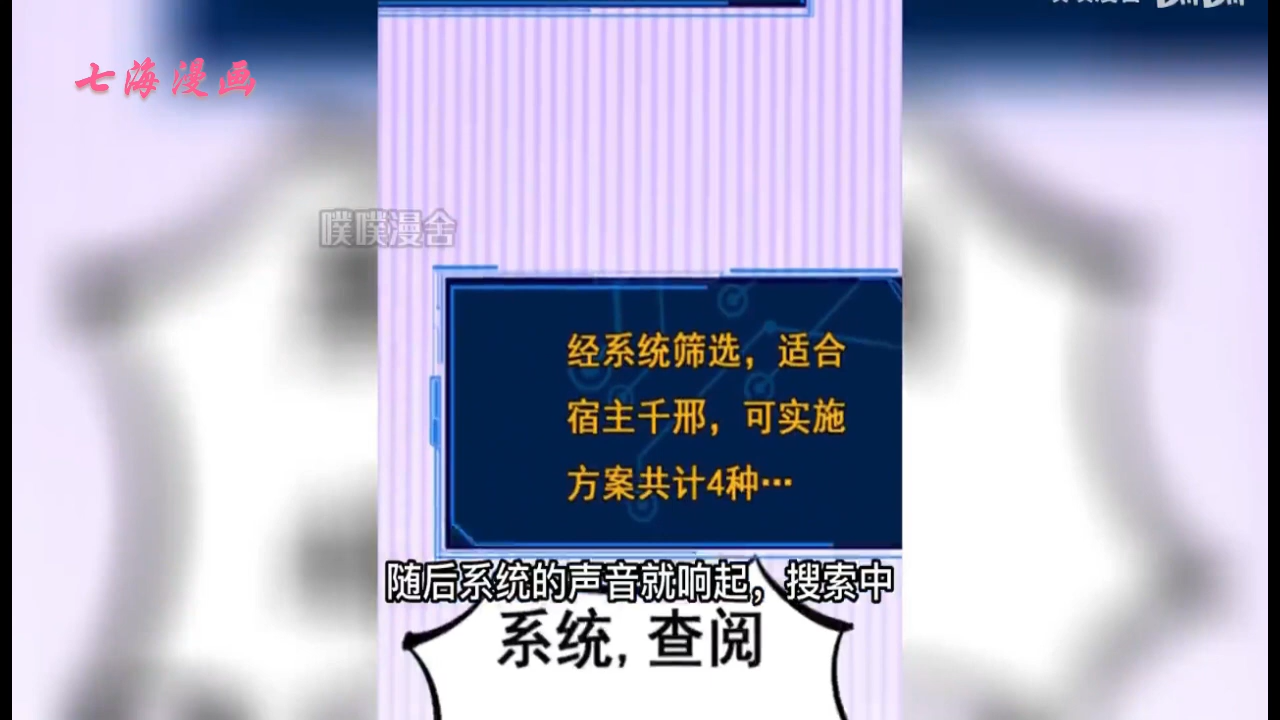 七海漫画
噗噗漫舍
经系统筛选，适合
宿主千邢，可实施
方案共计4种…
随后系统的声音就响起，搜索中
系统,查阅